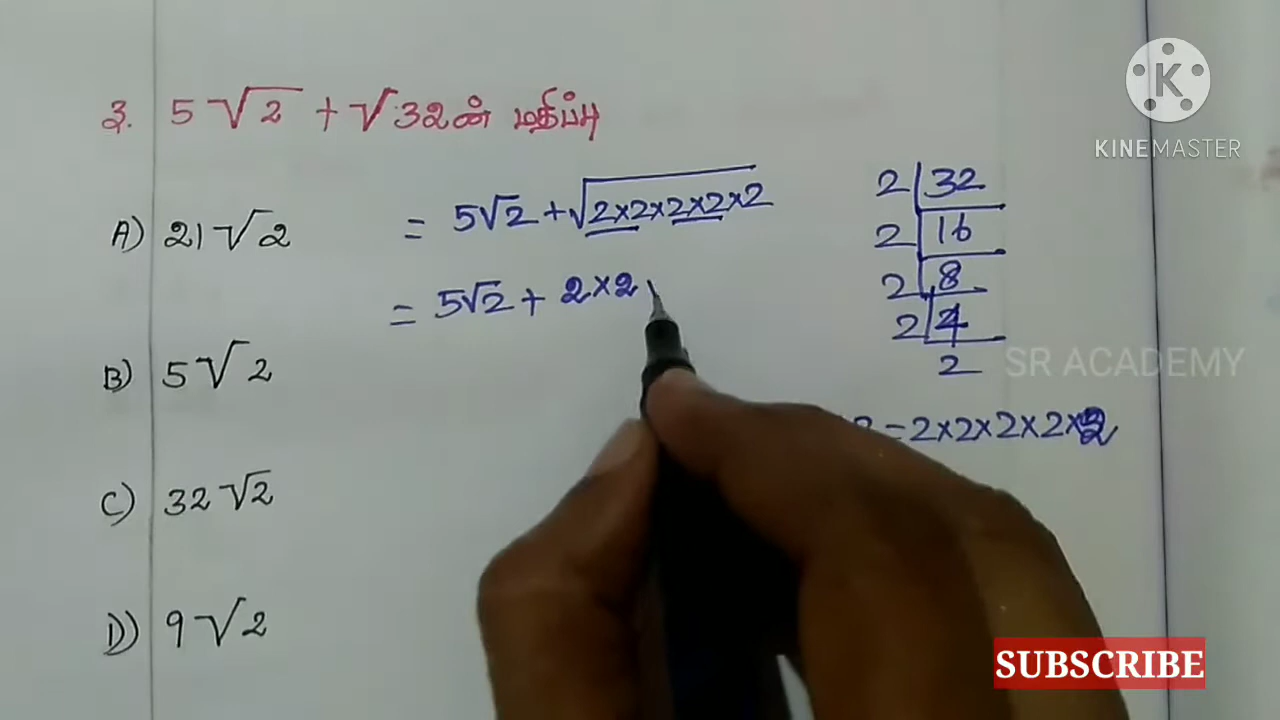 3. 5√2 + √32ன் மதிப்பு
A) 21√2
B) 5√2
C) 32√2
D) 9√2
= 5√2 + √2×2×2×2×2
= 5√2 + 2×2
2 | 32
2 | 16
2 | 8
2 | 4
2
= 2×2×2×2×2
KINEMASTER
SR ACADEMY
SUBSCRIBE